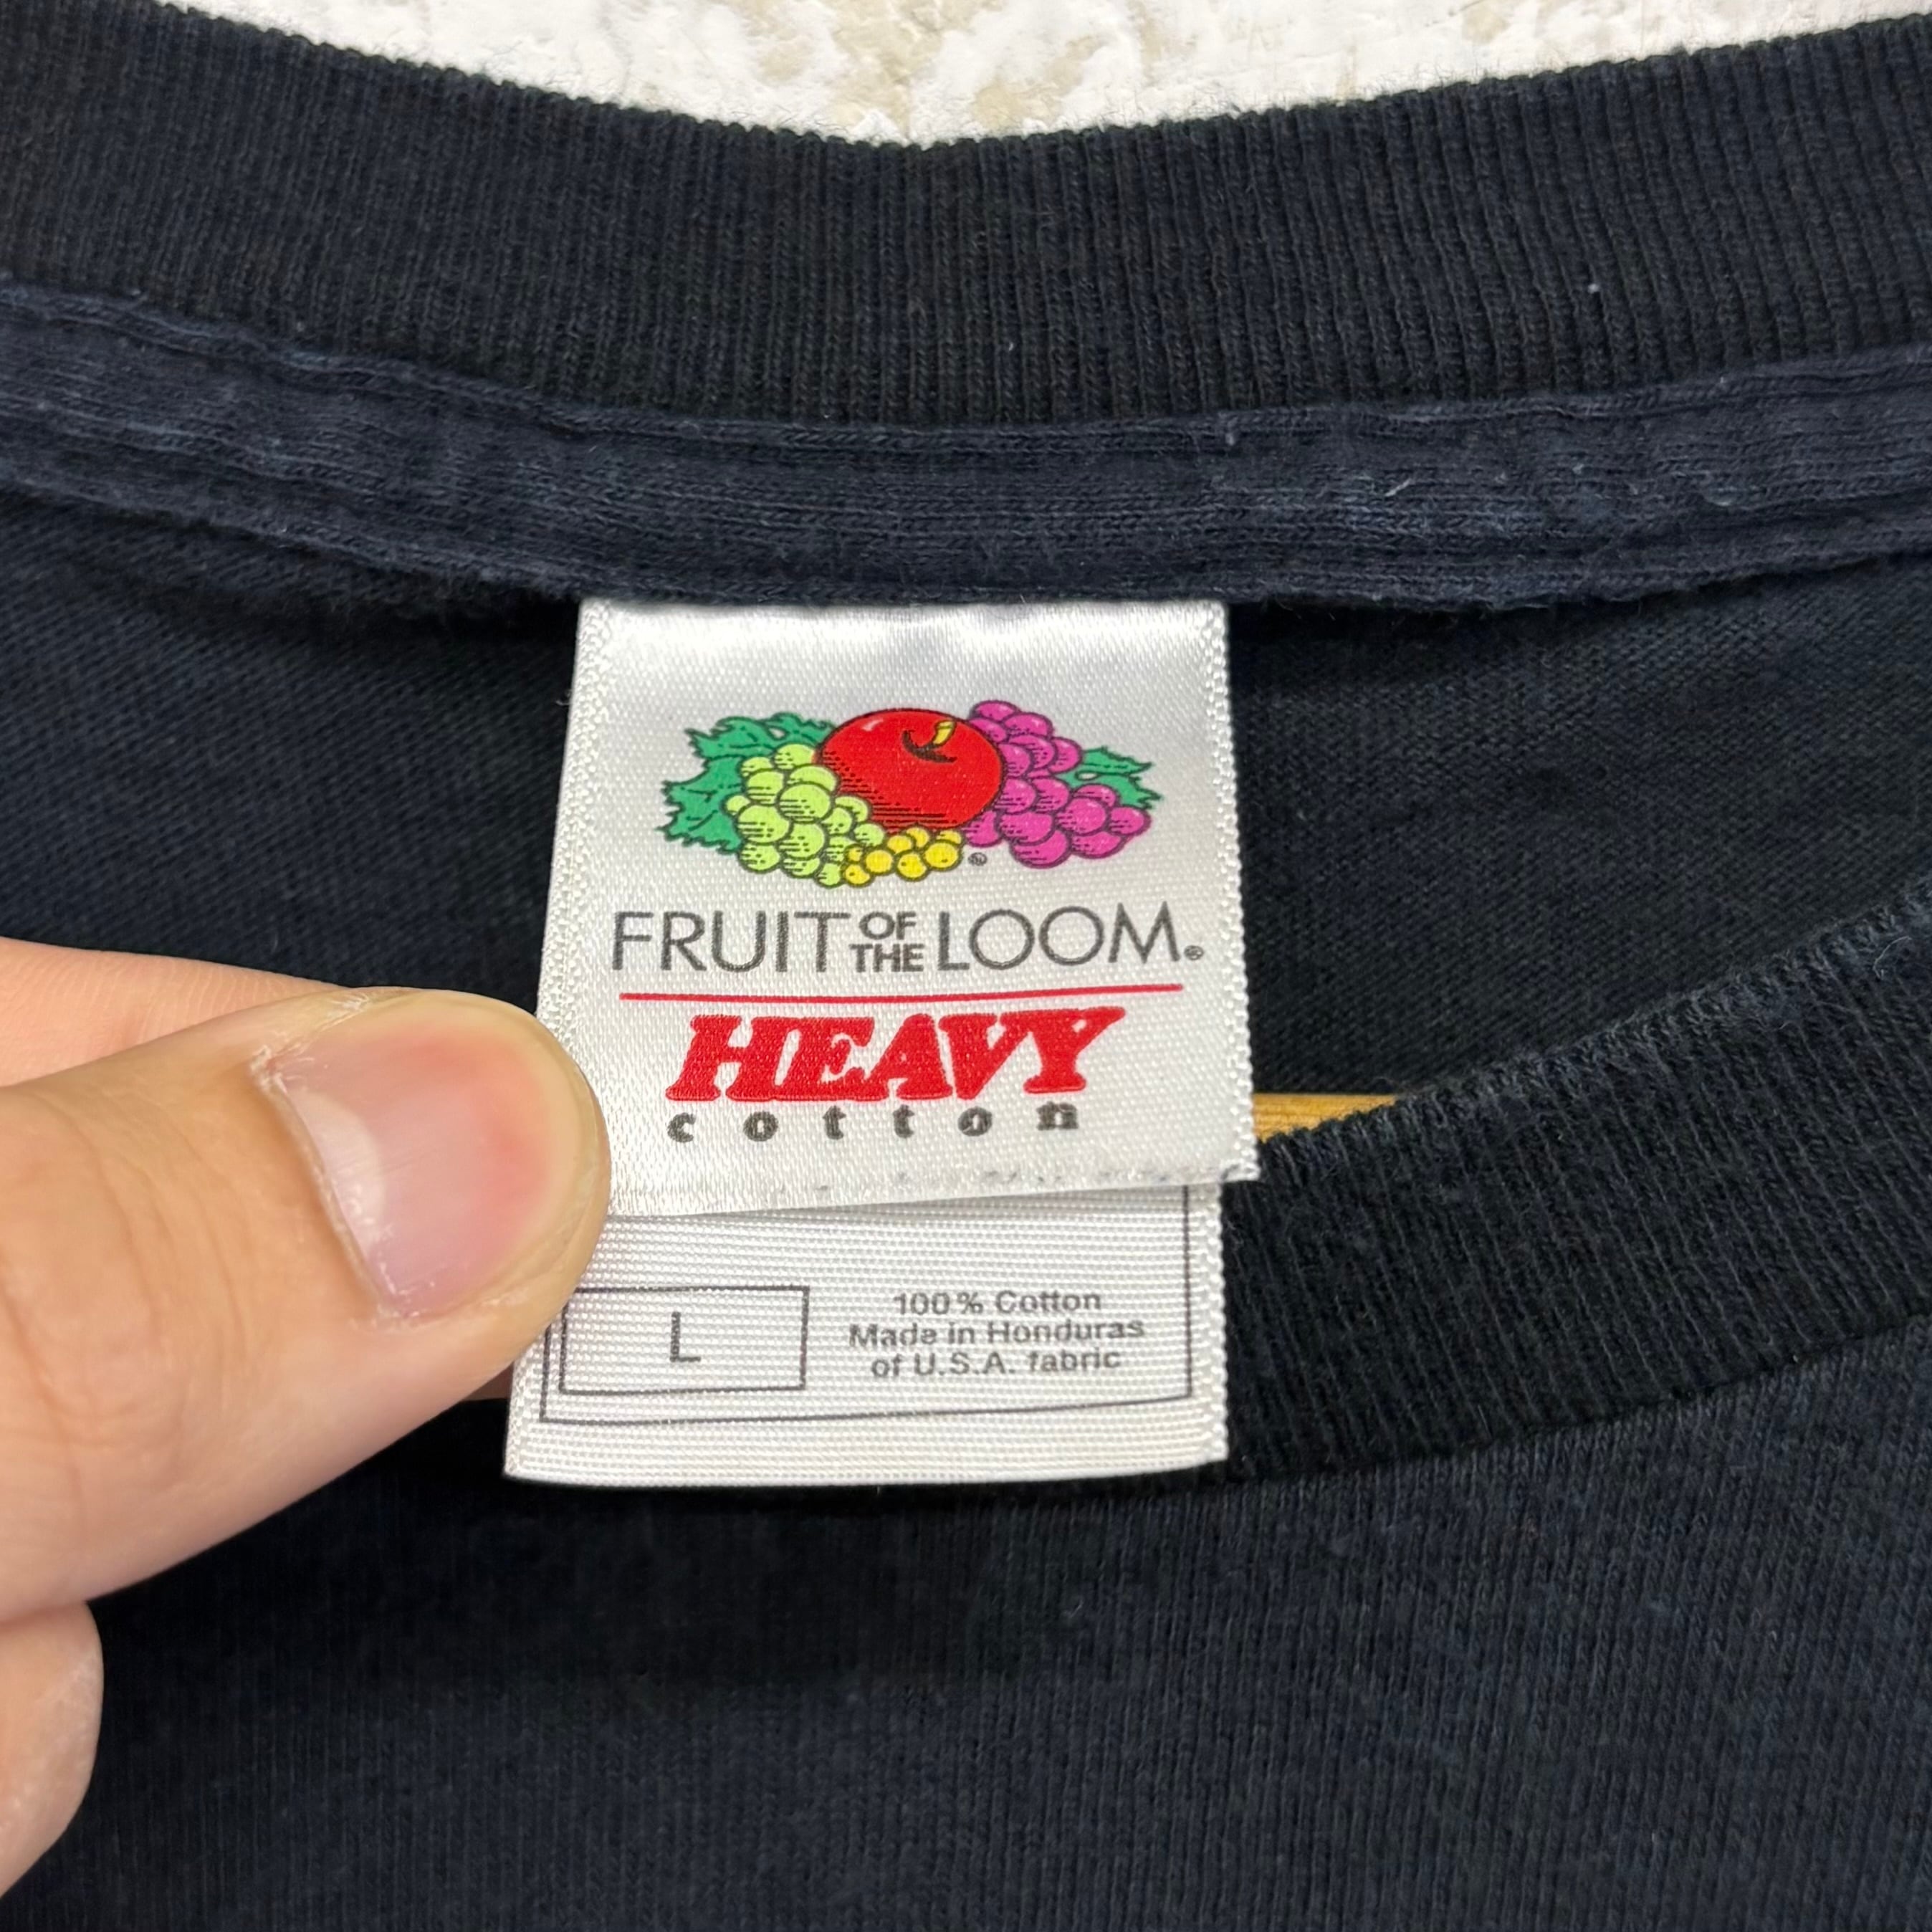 FRUIT OF THE LOOM®
HEAVY
cotton
L
100% Cotton
Made in Honduras
of U.S.A. fabric